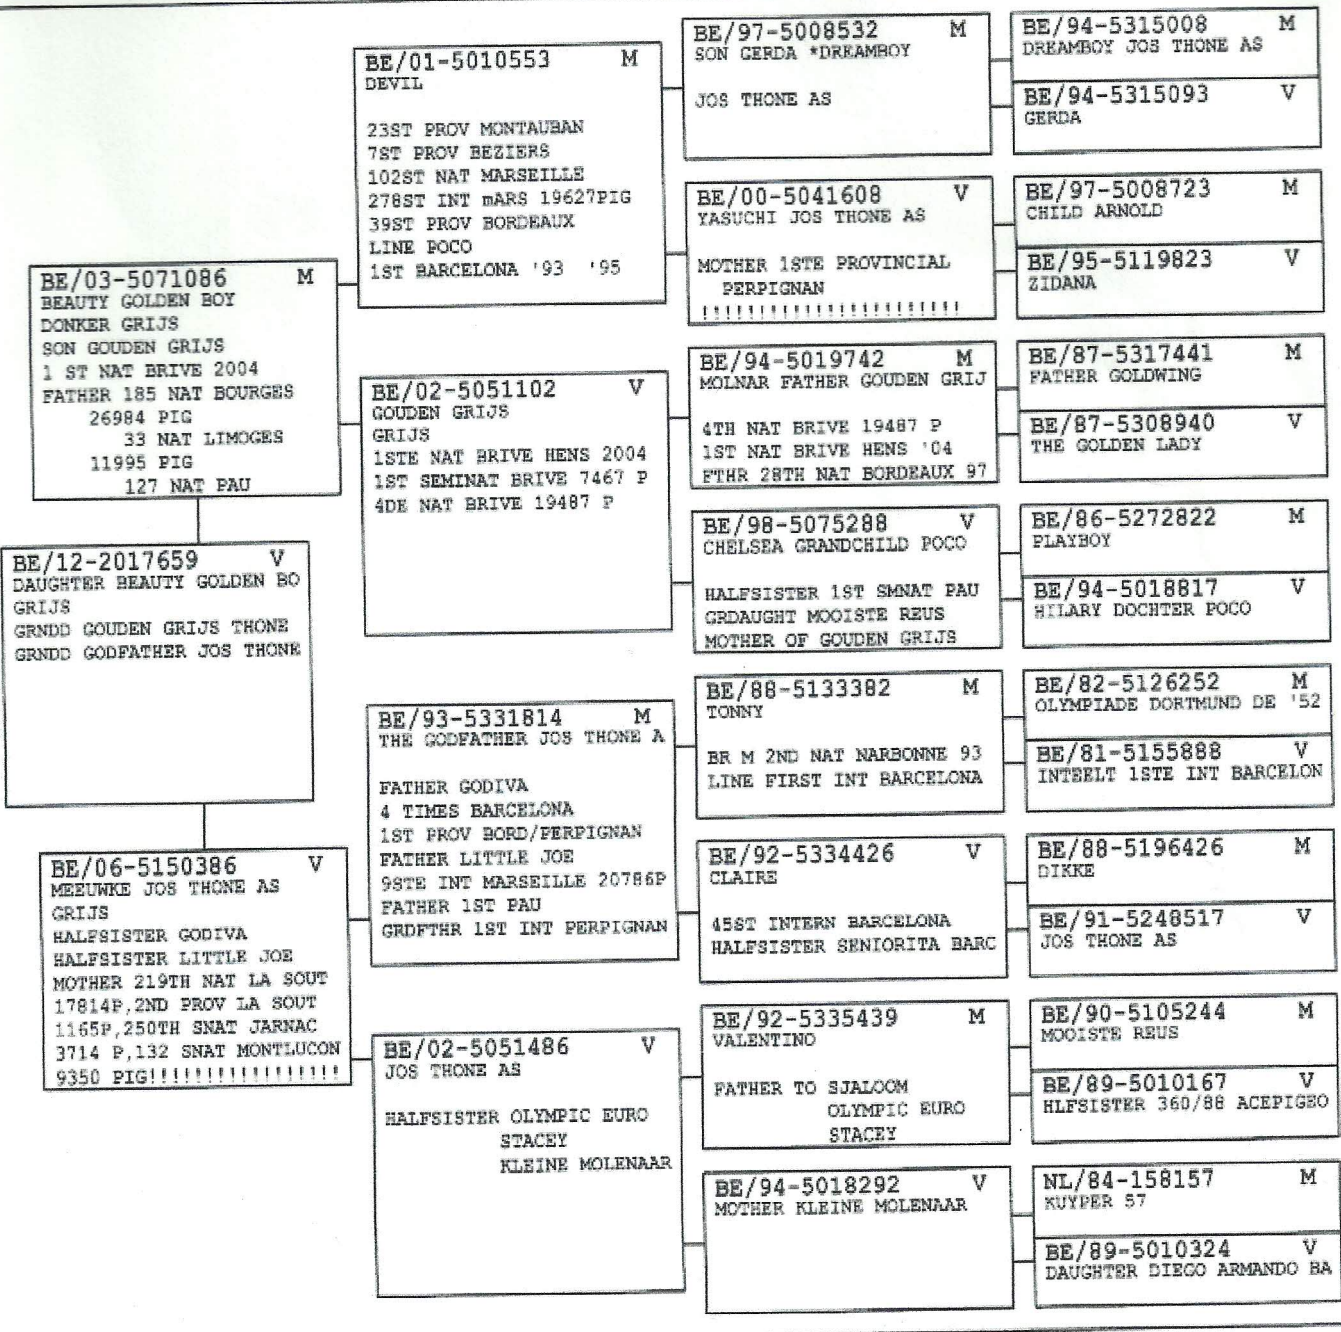 BE/12-2017659 V
DAUGHTER BEAUTY GOLDEN BO
GRIJS
GRNDD GOUDEN GRIJS THONE
GRNDD GODFATHER JOS THONE
BE/03-5071086 M
BEAUTY GOLDEN BOY
DONKER GRIJS
SON GOUDEN GRIJS
1 ST NAT BRIVE 2004
FATHER 185 NAT BOURGES
26984 PIG
33 NAT LIMOGES
11995 PIG
127 NAT PAU
BE/06-5150386 V
MEEUWKE JOS THONE AS
GRIJS
HALFSISTER GODIVA
HALFSISTER LITTLE JOE
MOTHER 219TH NAT LA SOUT
17814P,2ND PROV LA SOUT
1165P,250TH SNAT JARNAC
3714 P,132 SNAT MONTLUCON
9350 PIG!!!!!!!!!!!!!!!!!
BE/01-5010553 M
DEVIL
23ST PROV MONTAUBAN
7ST PROV BEZIERS
102ST NAT MARSEILLE
278ST INT mARS 19627PIG
39ST PROV BORDEAUX
LINE POCO
1ST BARCELONA '93 '95
BE/02-5051102 V
GOUDEN GRIJS
GRIJS
1STE NAT BRIVE HENS 2004
1ST SEMINAT BRIVE 7467 P
4DE NAT BRIVE 19487 P
BE/93-5331814 M
THE GODFATHER JOS THONE A
FATHER GODIVA
4 TIMES BARCELONA
1ST PROV BORD/PERPIGNAN
FATHER LITTLE JOE
9STE INT MARSEILLE 20786P
FATHER 1ST PAU
GRDFTHR 1ST INT PERPIGNAN
BE/02-5051486 V
JOS THONE AS
HALFSISTER OLYMPIC EURO
STACEY
KLEINE MOLENAAR
BE/97-5008532 M
SON GERDA *DREAMBOY
JOS THONE AS
BE/00-5041608 V
YASUCHI JOS THONE AS
MOTHER 1STE PROVINCIAL
PERPIGNAN
!!!!!!!!!!!!!!!!!!!!!!!
BE/94-5019742 M
MOLNAR FATHER GOUDEN GRIJ
4TH NAT BRIVE 19487 P
1ST NAT BRIVE HENS '04
FTHR 28TH NAT BORDEAUX 97
BE/98-5075288 V
CHELSEA GRANDCHILD POCO
HALFSISTER 1ST SMNAT PAU
GRDAUGHT MOOISTE REUS
MOTHER OF GOUDEN GRIJS
BE/88-5133382 M
TONNY
BR M 2ND NAT NARBONNE 93
LINE FIRST INT BARCELONA
BE/92-5334426 V
CLAIRE
45ST INTERN BARCELONA
HALFSISTER SENIORITA BARC
BE/92-5335439 M
VALENTINO
FATHER TO SJALOOM
OLYMPIC EURO
STACEY
BE/94-5018292 V
MOTHER KLEINE MOLENAAR
BE/94-5315008 M
DREAMBOY JOS THONE AS
BE/94-5315093 V
GERDA
BE/97-5008723 M
CHILD ARNOLD
BE/95-5119823 V
ZIDANA
BE/87-5317441 M
FATHER GOLDWING
BE/87-5308940 V
THE GOLDEN LADY
BE/86-5272822 M
PLAYBOY
BE/94-5018817 V
HILARY DOCHTER POCO
BE/82-5126252 M
OLYMPIADE DORTMUND DE '52
BE/81-5155888 V
INTEELT 1STE INT BARCELON
BE/88-5196426 M
DIKKE
BE/91-5248517 V
JOS THONE AS
BE/90-5105244 M
MOOISTE REUS
BE/89-5010167 V
HLFSISTER 360/88 ACEPIGEO
NL/84-158157 M
KUYPER 57
BE/89-5010324 V
DAUGHTER DIEGO ARMANDO BA